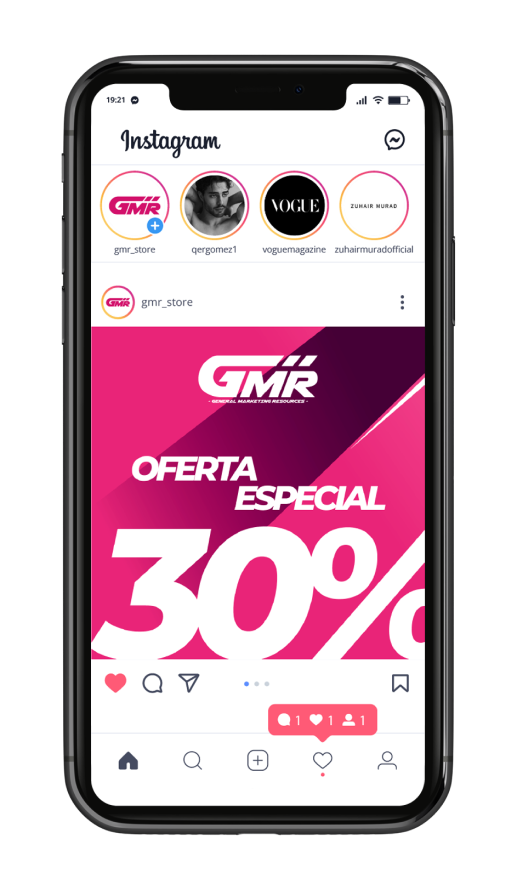 19:21
Instagram
GMR
VOGUE
ZUHAIR MURAD
gmr_store
qergomez1
voguemagazine
zuhairmuradofficial
GMR
gmr_store
GMR
- GENERAL MARKETING RESOURCES -
OFERTA
ESPECIAL
30%
1 1 1